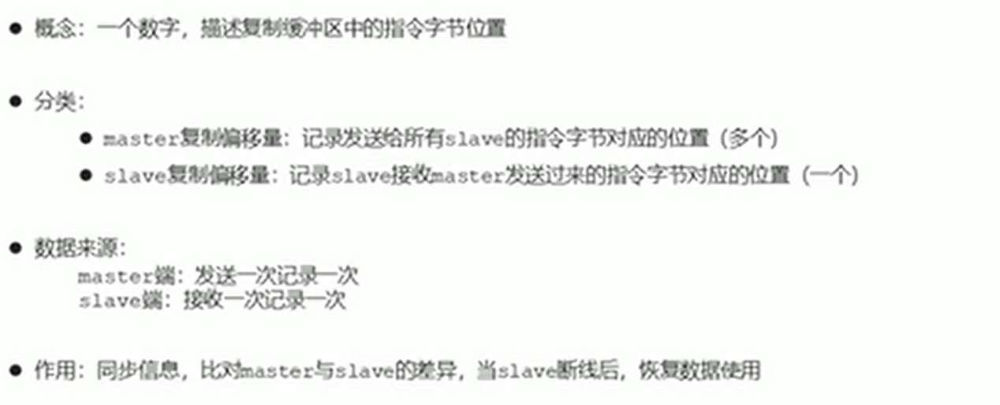 ● 概念：一个数字，描述复制缓冲区中的指令字节位置
● 分类：
● master复制偏移量：记录发送给所有slave的指令字节对应的位置（多个）
● slave复制偏移量：记录slave接收master发送过来的指令字节对应的位置（一个）
● 数据来源：
master端：发送一次记录一次
slave端：接收一次记录一次
● 作用：同步信息，比对master与slave的差异，当slave断线后，恢复数据使用